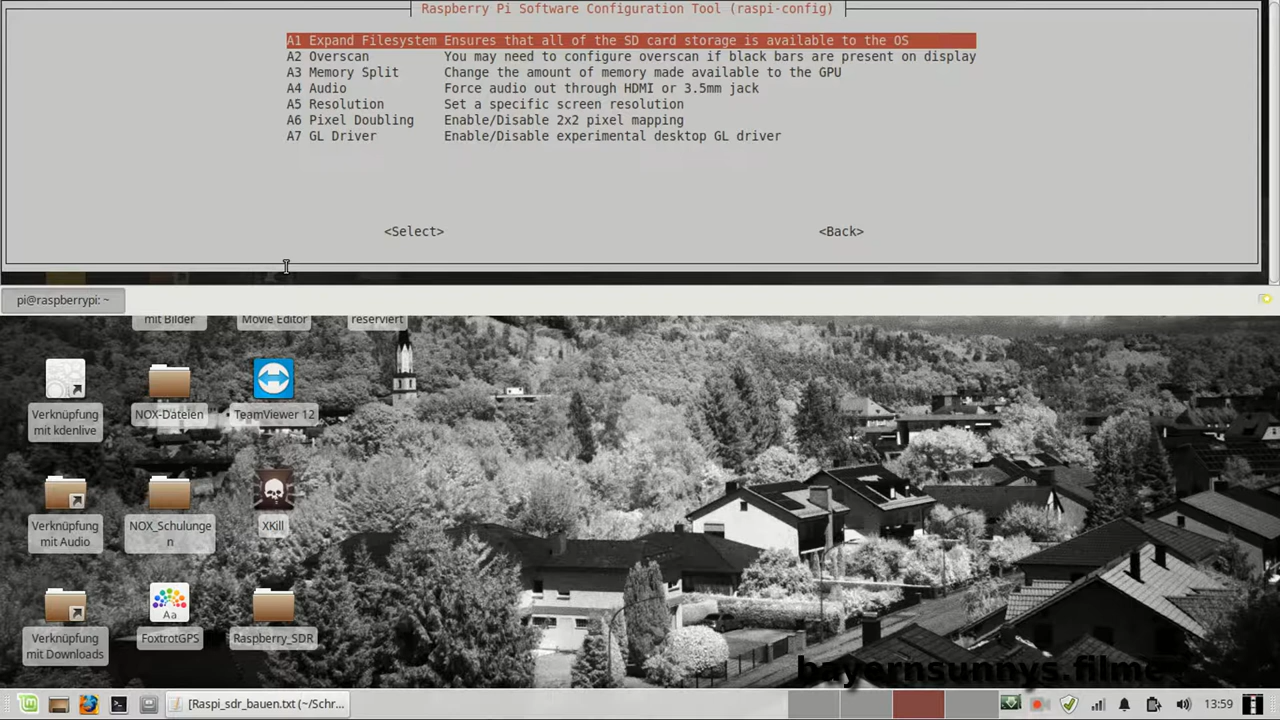 Raspberry Pi Software Configuration Tool (raspi-config)
A1 Expand Filesystem Ensures that all of the SD card storage is available to the OS
A2 Overscan You may need to configure overscan if black bars are present on display
A3 Memory Split Change the amount of memory made available to the GPU
A4 Audio Force audio out through HDMI or 3.5mm jack
A5 Resolution Set a specific screen resolution
A6 Pixel Doubling Enable/Disable 2x2 pixel mapping
A7 GL Driver Enable/Disable experimental desktop GL driver
<Select> <Back>
pi@raspberrypi: ~
mit Bilder
Movie Editor
reserviert
Verknüpfung
mit kdenlive
NOX-Dateien
TeamViewer 12
Verknüpfung
mit Audio
NOX_Schulunge
n
XKill
Verknüpfung
mit Downloads
Aa
FoxtrotGPS
Raspberry_SDR
bayernsunnys.filme
[Raspi_sdr_bauen.txt (~/Schr...
13:59